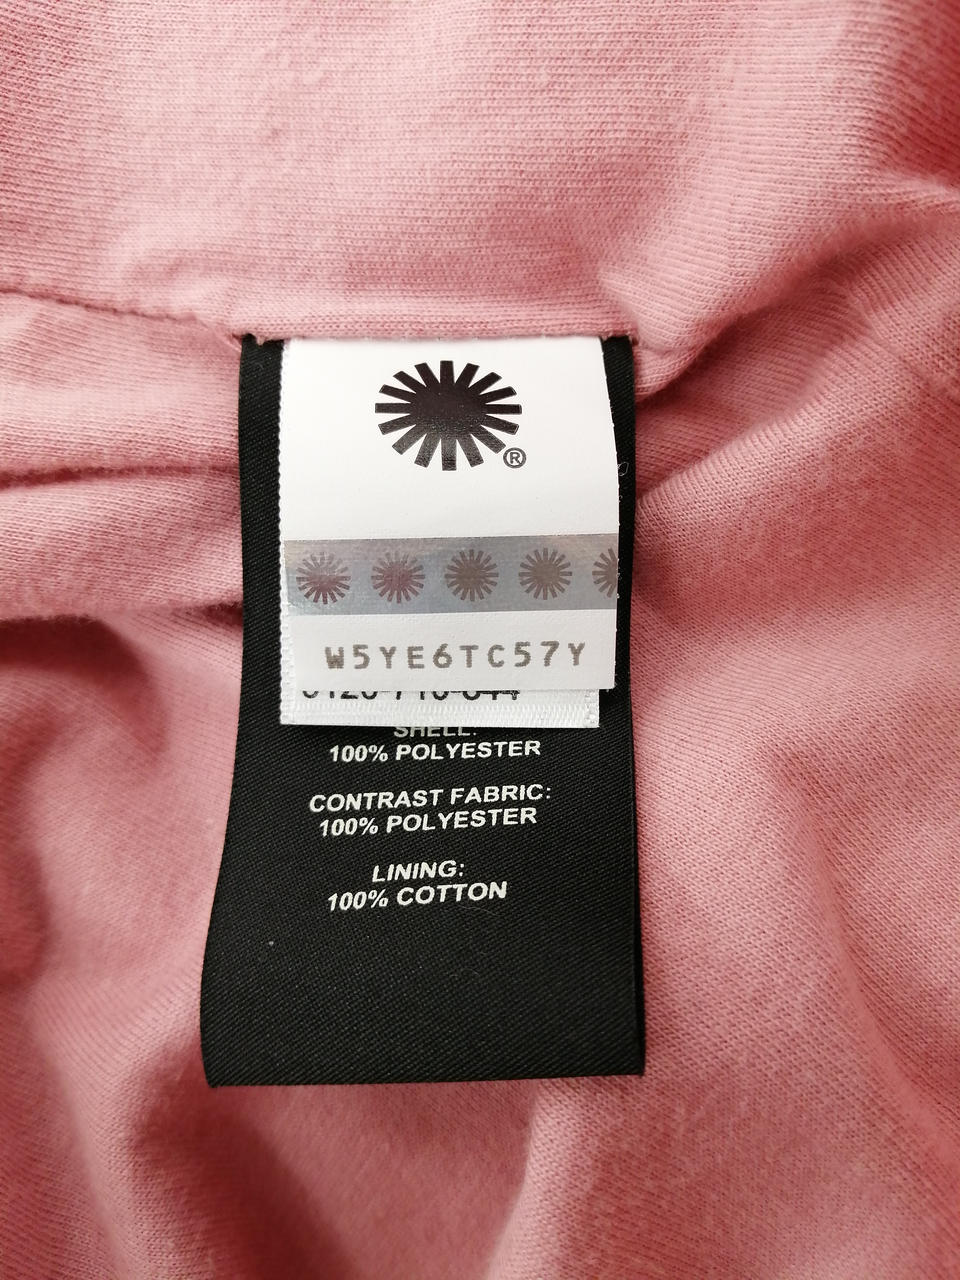 ®
W5YE6TC57Y
SHELL:
100% POLYESTER
CONTRAST FABRIC:
100% POLYESTER
LINING:
100% COTTON